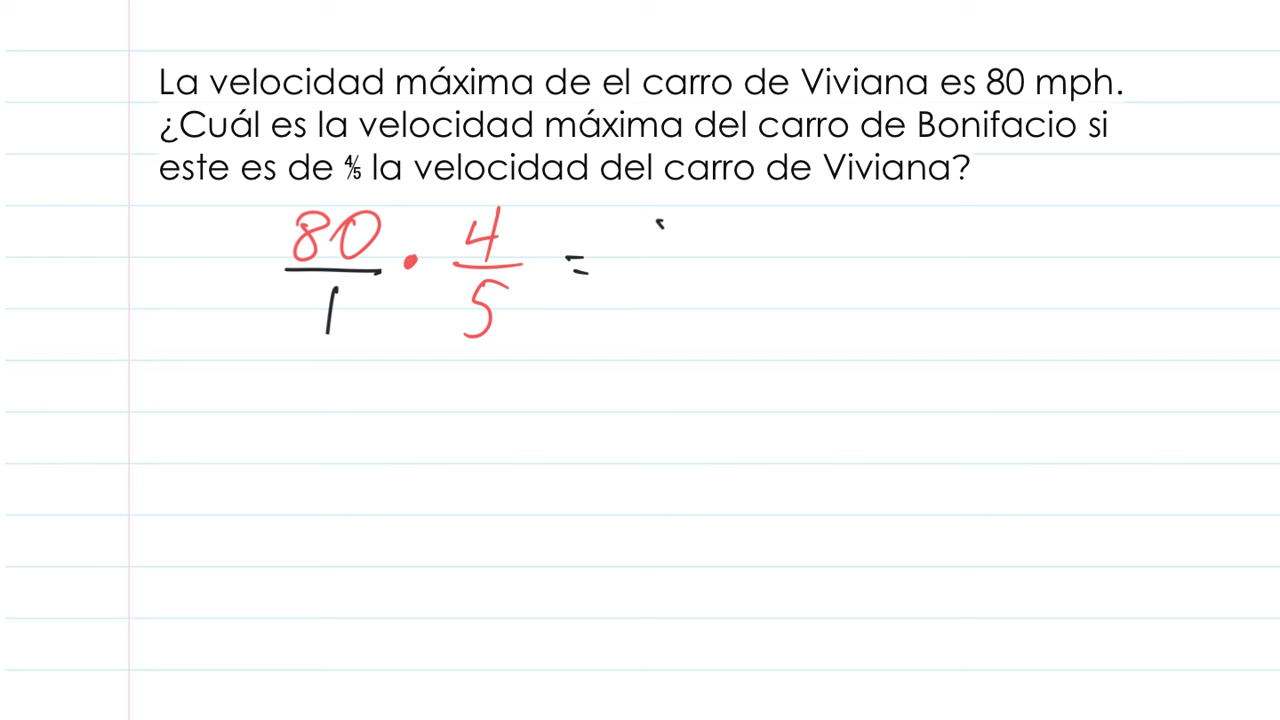 La velocidad máxima de el carro de Viviana es 80 mph.
¿Cuál es la velocidad máxima del carro de Bonifacio si
este es de ⅘ la velocidad del carro de Viviana?
80/1 • 4/5 =